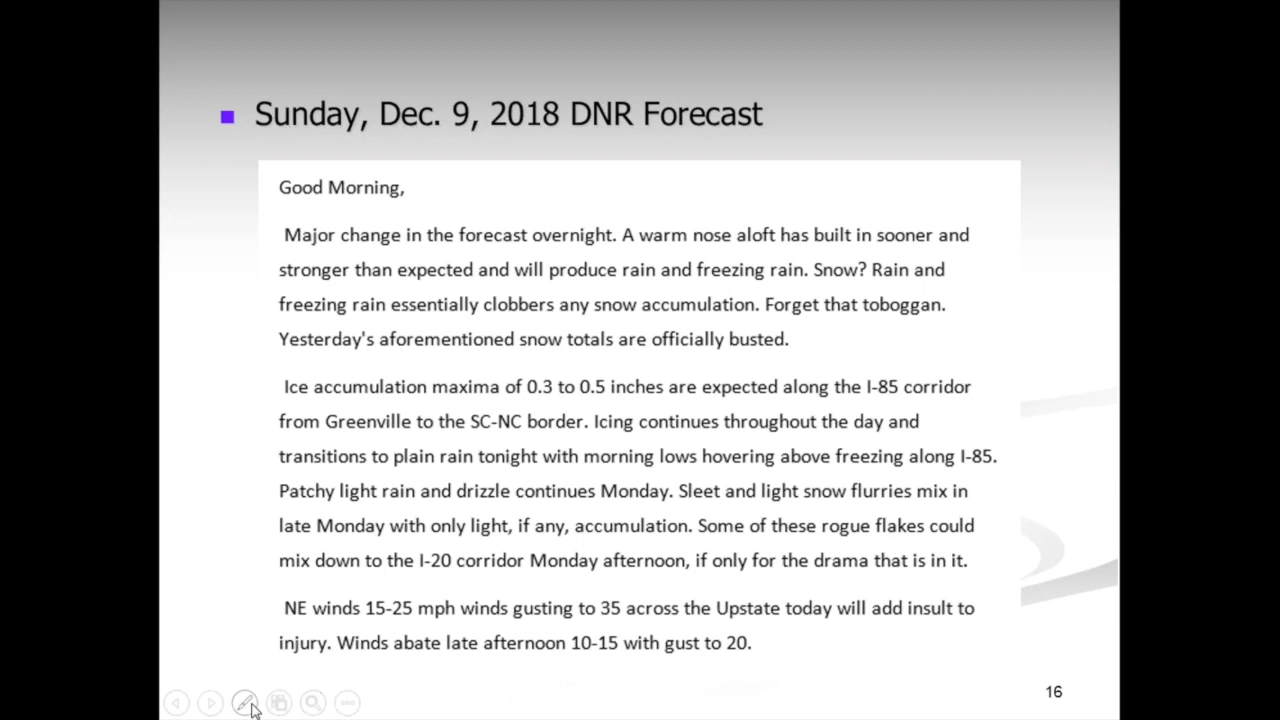 Sunday, Dec. 9, 2018 DNR Forecast
Good Morning,
Major change in the forecast overnight. A warm nose aloft has built in sooner and
stronger than expected and will produce rain and freezing rain. Snow? Rain and
freezing rain essentially clobbers any snow accumulation. Forget that toboggan.
Yesterday's aforementioned snow totals are officially busted.
Ice accumulation maxima of 0.3 to 0.5 inches are expected along the I-85 corridor
from Greenville to the SC-NC border. Icing continues throughout the day and
transitions to plain rain tonight with morning lows hovering above freezing along I-85.
Patchy light rain and drizzle continues Monday. Sleet and light snow flurries mix in
late Monday with only light, if any, accumulation. Some of these rogue flakes could
mix down to the I-20 corridor Monday afternoon, if only for the drama that is in it.
NE winds 15-25 mph winds gusting to 35 across the Upstate today will add insult to
injury. Winds abate late afternoon 10-15 with gust to 20.
16